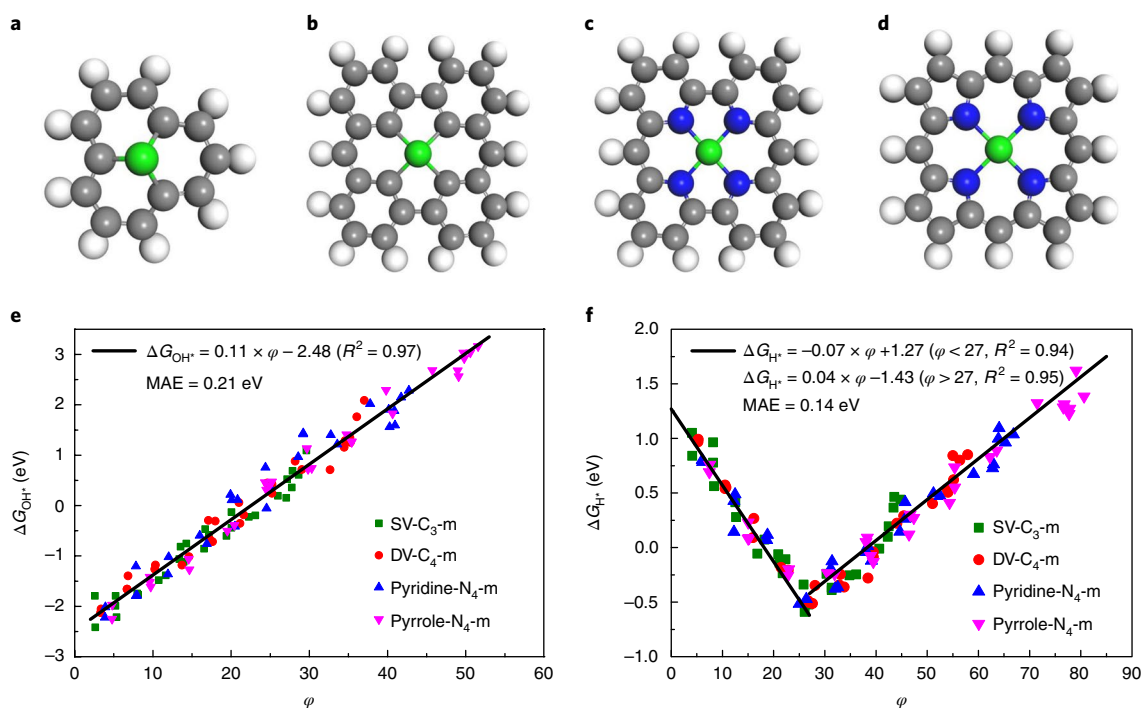 a
b
c
d
e
ΔG_OH* = 0.11 × φ – 2.48 (R² = 0.97)
MAE = 0.21 eV
ΔG_OH* (eV)
3
2
1
0
–1
–2
–3
SV-C₃-m
DV-C₄-m
Pyridine-N₄-m
Pyrrole-N₄-m
0 10 20 30 40 50 60
φ
f
ΔG_H* = –0.07 × φ +1.27 (φ < 27, R² = 0.94)
ΔG_H* = 0.04 × φ –1.43 (φ > 27, R² = 0.95)
MAE = 0.14 eV
ΔG_H* (eV)
2.0
1.5
1.0
0.5
0.0
–0.5
–1.0
SV-C₃-m
DV-C₄-m
Pyridine-N₄-m
Pyrrole-N₄-m
0 10 20 30 40 50 60 70 80 90
φ